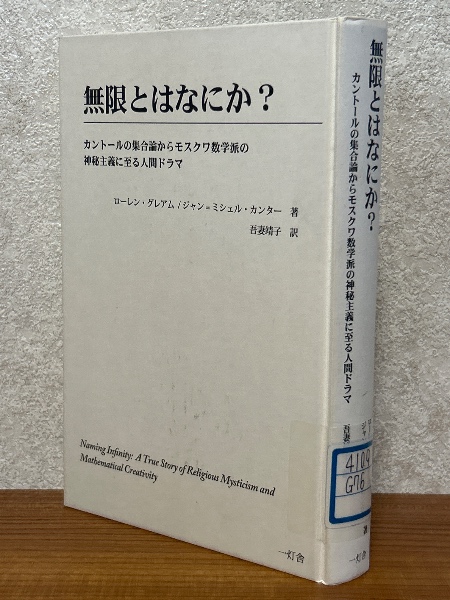 無限とはなにか？
カントールの集合論からモスクワ数学派の
神秘主義に至る人間ドラマ
ローレン・グレアム / ジャン=ミシェル・カンター 著
吾妻靖子 訳
Naming Infinity: A True Story of Religious Mysticism and
Mathematical Creativity
一灯舎
無限とはなにか？
カントールの集合論からモスクワ数学派の神秘主義に至る人間ドラマ
吾妻
G76
一灯舎